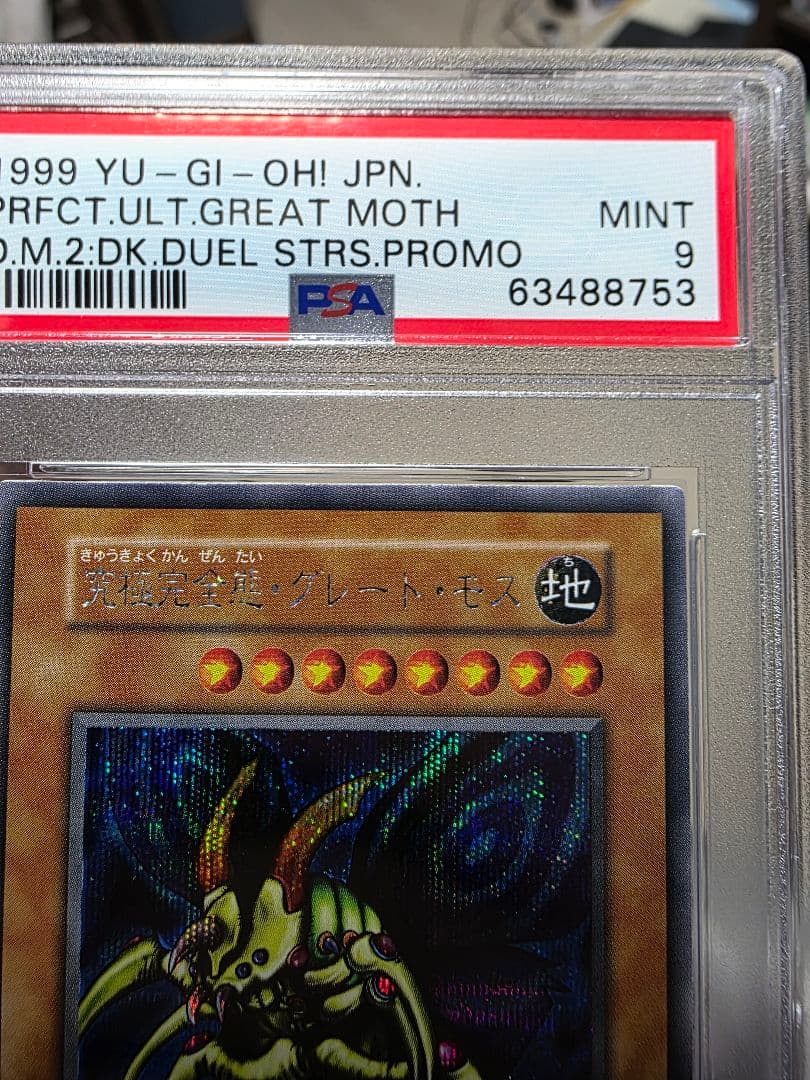 1999 YU-GI-OH! JPN.
PRFCT.ULT.GREAT MOTH MINT
D.M.2:DK.DUEL STRS.PROMO 9
PSA 63488753
きゅうきょくかん ぜん たい
究極完全態・グレート・モス
ち
地